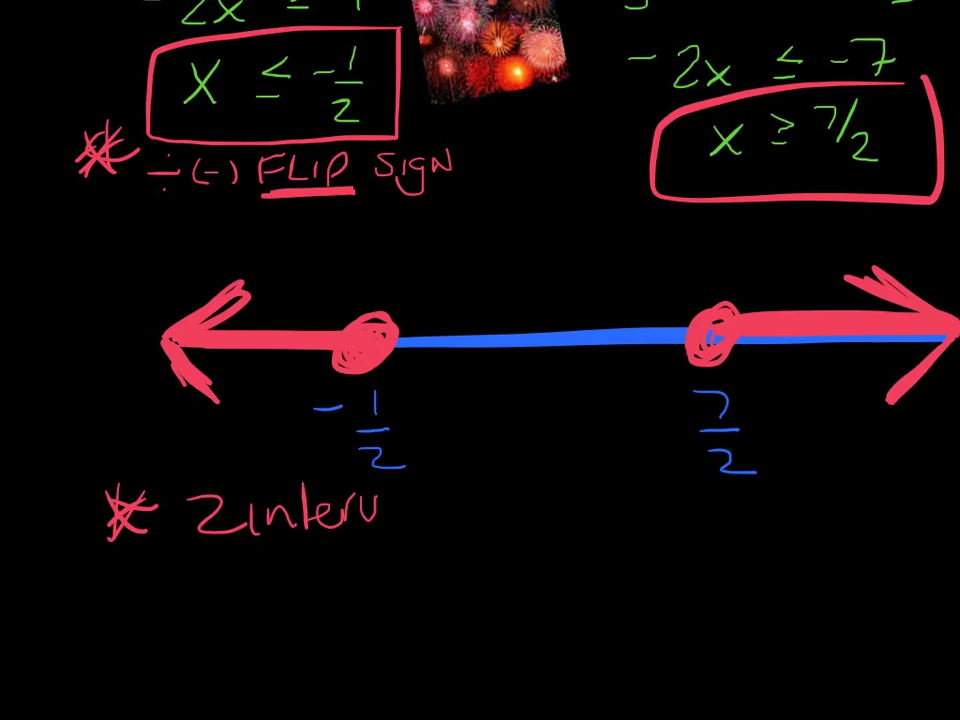 x ≤ -1/2
- 2x ≤ -7
x ≥ 7/2
* ÷(-) FLIP Sign
- 1/2
7/2
* 2 interv